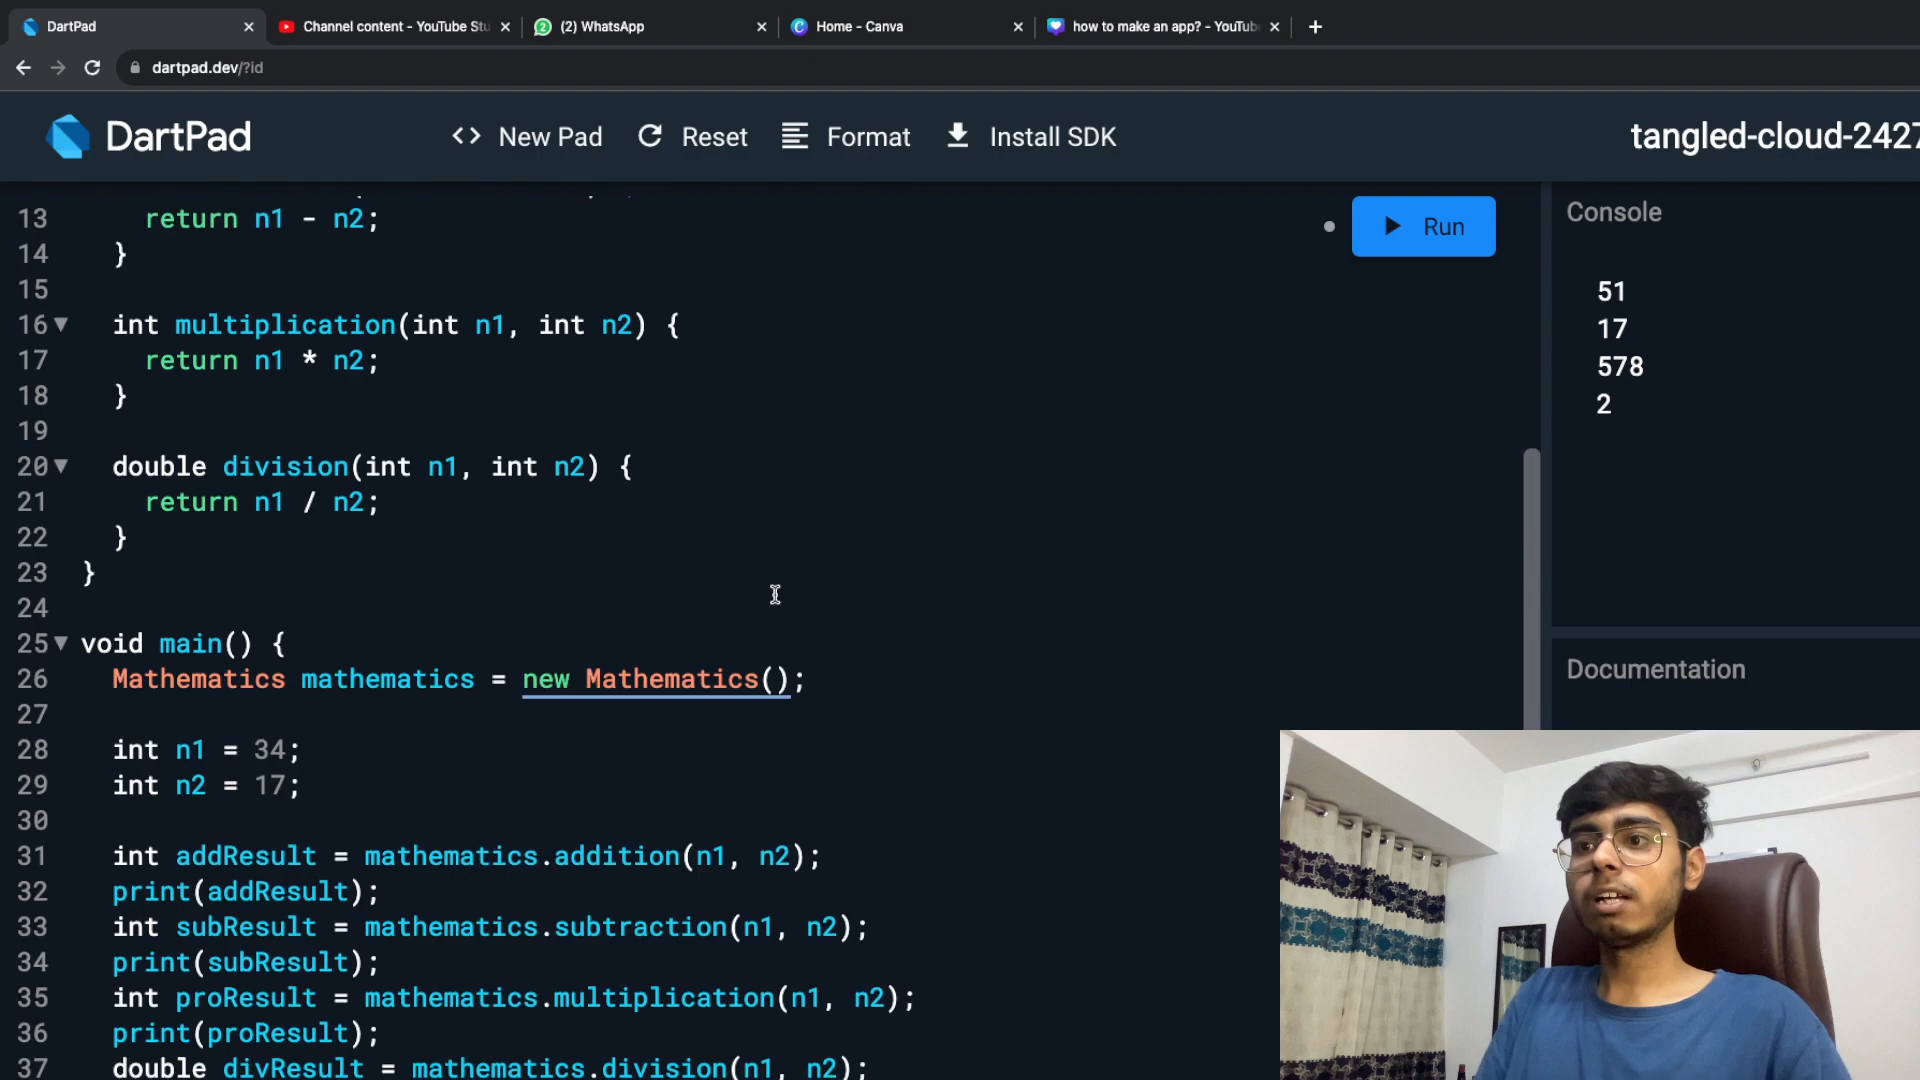 DartPad
Channel content - YouTube Stu
(2) WhatsApp
Home - Canva
how to make an app? - YouTub
dartpad.dev/?id
DartPad
<> New Pad
Reset
Format
Install SDK
tangled-cloud-2427
13 return n1 - n2;
14 }
15
16 int multiplication(int n1, int n2) {
17 return n1 * n2;
18 }
19
20 double division(int n1, int n2) {
21 return n1 / n2;
22 }
23 }
24
25 void main() {
26 Mathematics mathematics = new Mathematics();
27
28 int n1 = 34;
29 int n2 = 17;
30
31 int addResult = mathematics.addition(n1, n2);
32 print(addResult);
33 int subResult = mathematics.subtraction(n1, n2);
34 print(subResult);
35 int proResult = mathematics.multiplication(n1, n2);
36 print(proResult);
37 double divResult = mathematics.division(n1, n2);
Run
Console
51
17
578
2
Documentation